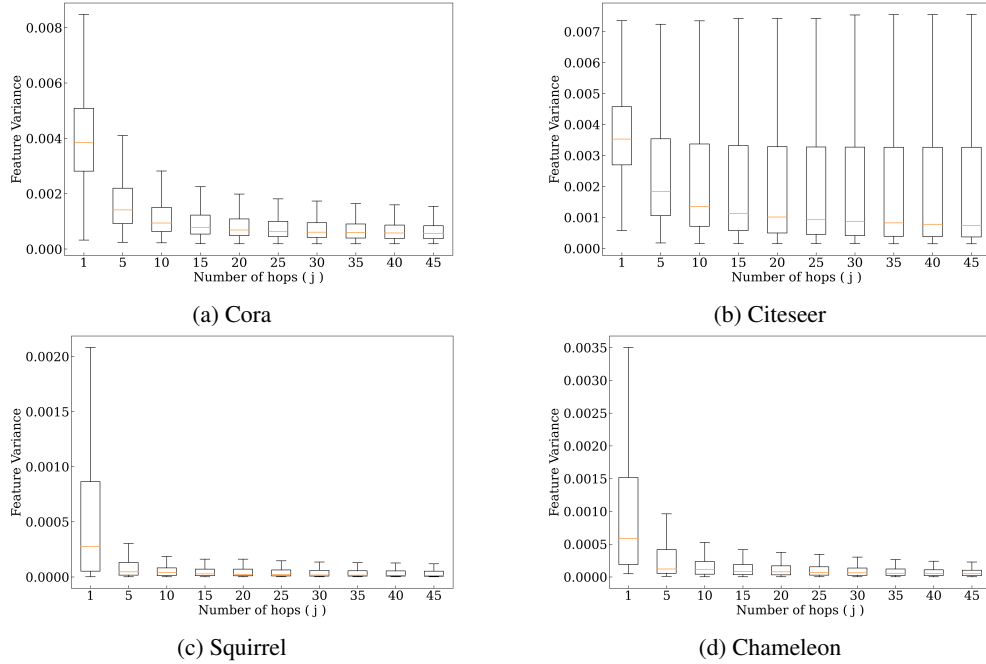 0.008
0.006
0.004
0.002
0.000
Feature Variance
1 5 10 15 20 25 30 35 40 45
Number of hops ( j )
(a) Cora
0.007
0.006
0.005
0.004
0.003
0.002
0.001
0.000
Feature Variance
1 5 10 15 20 25 30 35 40 45
Number of hops ( j )
(b) Citeseer
0.0020
0.0015
0.0010
0.0005
0.0000
Feature Variance
1 5 10 15 20 25 30 35 40 45
Number of hops ( j )
(c) Squirrel
0.0035
0.0030
0.0025
0.0020
0.0015
0.0010
0.0005
0.0000
Feature Variance
1 5 10 15 20 25 30 35 40 45
Number of hops ( j )
(d) Chameleon